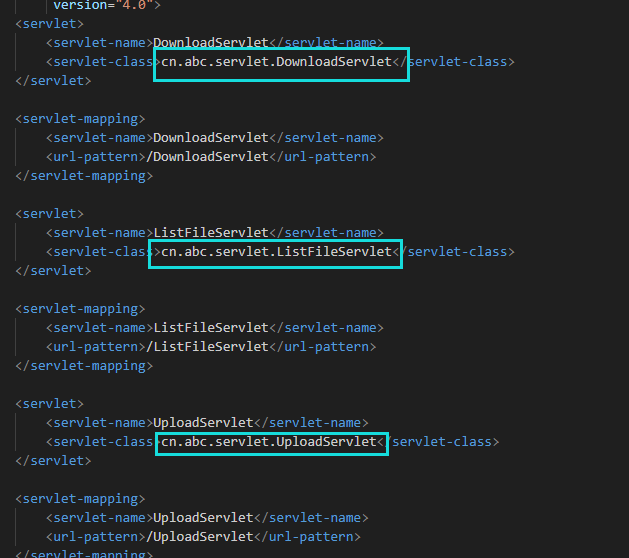 version="4.0">
<servlet>
<servlet-name>DownloadServlet</servlet-name>
<servlet-class>cn.abc.servlet.DownloadServlet</servlet-class>
</servlet>
<servlet-mapping>
<servlet-name>DownloadServlet</servlet-name>
<url-pattern>/DownloadServlet</url-pattern>
</servlet-mapping>
<servlet>
<servlet-name>ListFileServlet</servlet-name>
<servlet-class>cn.abc.servlet.ListFileServlet</servlet-class>
</servlet>
<servlet-mapping>
<servlet-name>ListFileServlet</servlet-name>
<url-pattern>/ListFileServlet</url-pattern>
</servlet-mapping>
<servlet>
<servlet-name>UploadServlet</servlet-name>
<servlet-class>cn.abc.servlet.UploadServlet</servlet-class>
</servlet>
<servlet-mapping>
<servlet-name>UploadServlet</servlet-name>
<url-pattern>/UploadServlet</url-pattern>
</servlet-mapping>